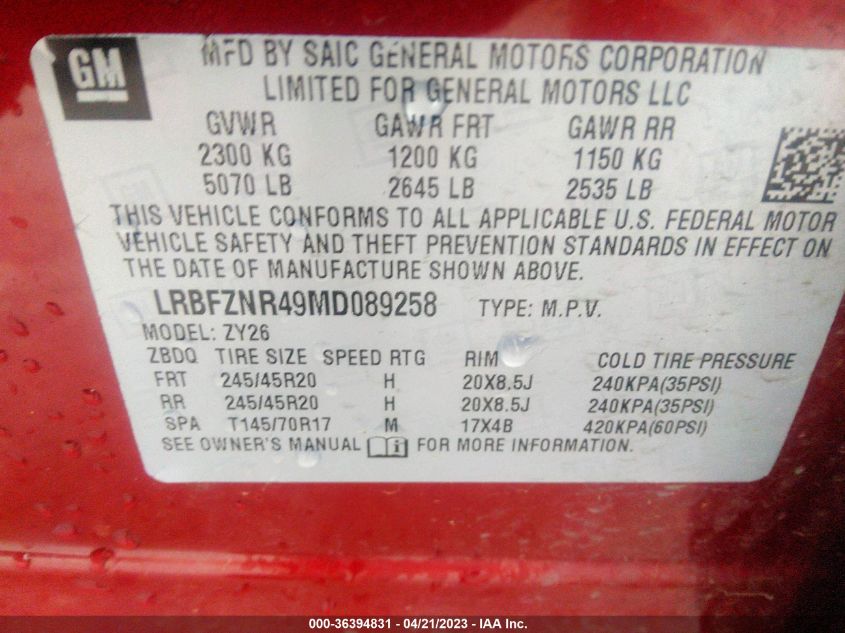 GM
MFD BY SAIC GENERAL MOTORS CORPORATION
LIMITED FOR GENERAL MOTORS LLC
GVWR GAWR FRT GAWR RR
2300 KG 1200 KG 1150 KG
5070 LB 2645 LB 2535 LB
THIS VEHICLE CONFORMS TO ALL APPLICABLE U.S. FEDERAL MOTOR
VEHICLE SAFETY AND THEFT PREVENTION STANDARDS IN EFFECT ON
THE DATE OF MANUFACTURE SHOWN ABOVE.
LRBFZNR49MD089258 TYPE: M.P.V.
MODEL: ZY26
ZBDQ TIRE SIZE SPEED RTG RIM COLD TIRE PRESSURE
FRT 245/45R20 H 20X8.5J 240KPA(35PSI)
RR 245/45R20 H 20X8.5J 240KPA(35PSI)
SPA T145/70R17 M 17X4B 420KPA(60PSI)
SEE OWNER'S MANUAL i FOR MORE INFORMATION.
000-36394831 - 04/21/2023 - IAA Inc.